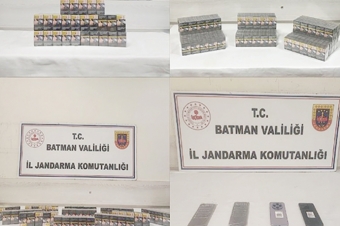 T.C.
BATMAN VALİLİĞİ
İL JANDARMA KOMUTANLIĞI
T.C.
BATMAN VALİLİĞİ
İL JANDARMA KOMUTANLIĞI